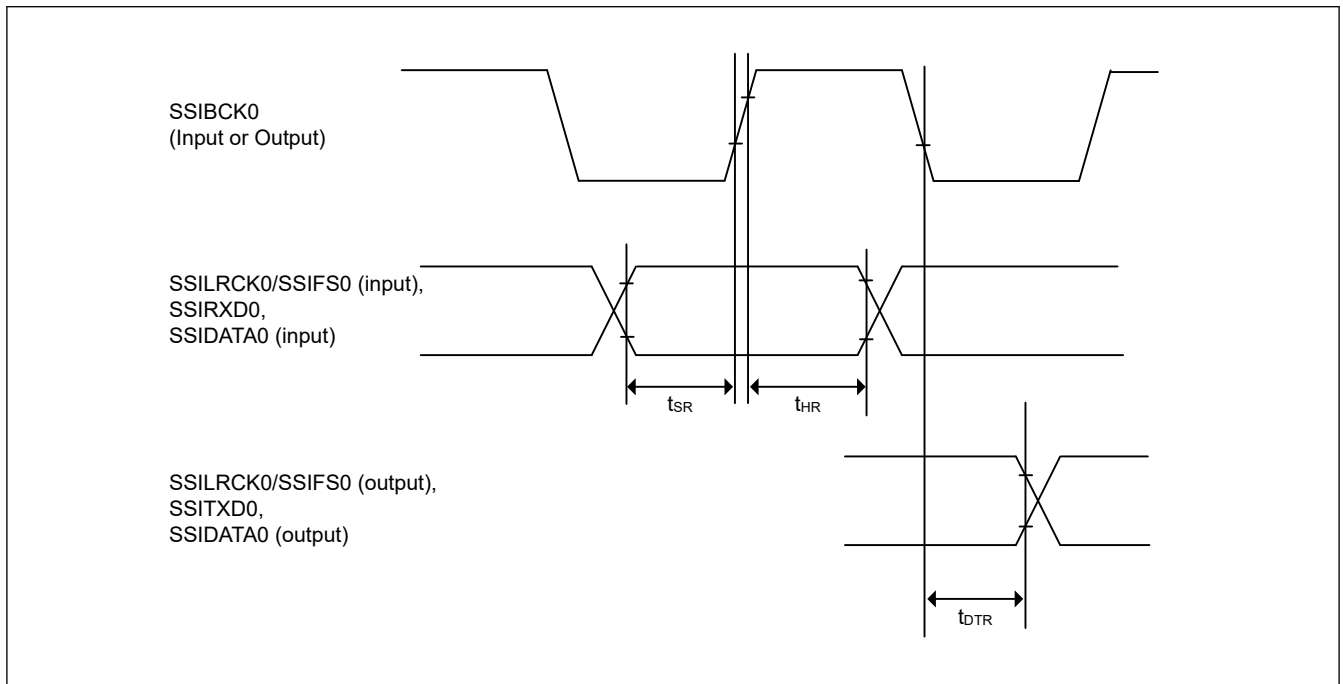 SSIBCK0
(Input or Output)
SSILRCK0/SSIFS0 (input),
SSIRXD0,
SSIDATA0 (input)
tSR
tHR
SSILRCK0/SSIFS0 (output),
SSITXD0,
SSIDATA0 (output)
tDTR